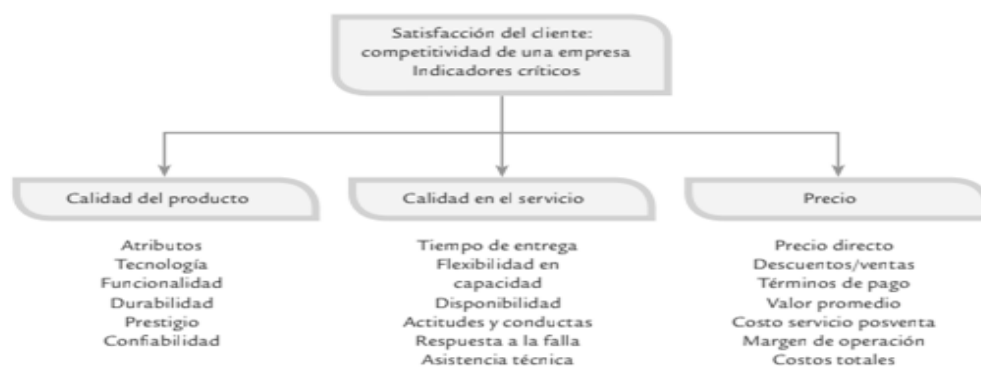 Satisfacción del cliente:
competitividad de una empresa
Indicadores críticos
Calidad del producto
Atributos
Tecnología
Funcionalidad
Durabilidad
Prestigio
Confiabilidad
Calidad en el servicio
Tiempo de entrega
Flexibilidad en
capacidad
Disponibilidad
Actitudes y conductas
Respuesta a la falla
Asistencia técnica
Precio
Precio directo
Descuentos/ventas
Términos de pago
Valor promedio
Costo servicio posventa
Margen de operación
Costos totales